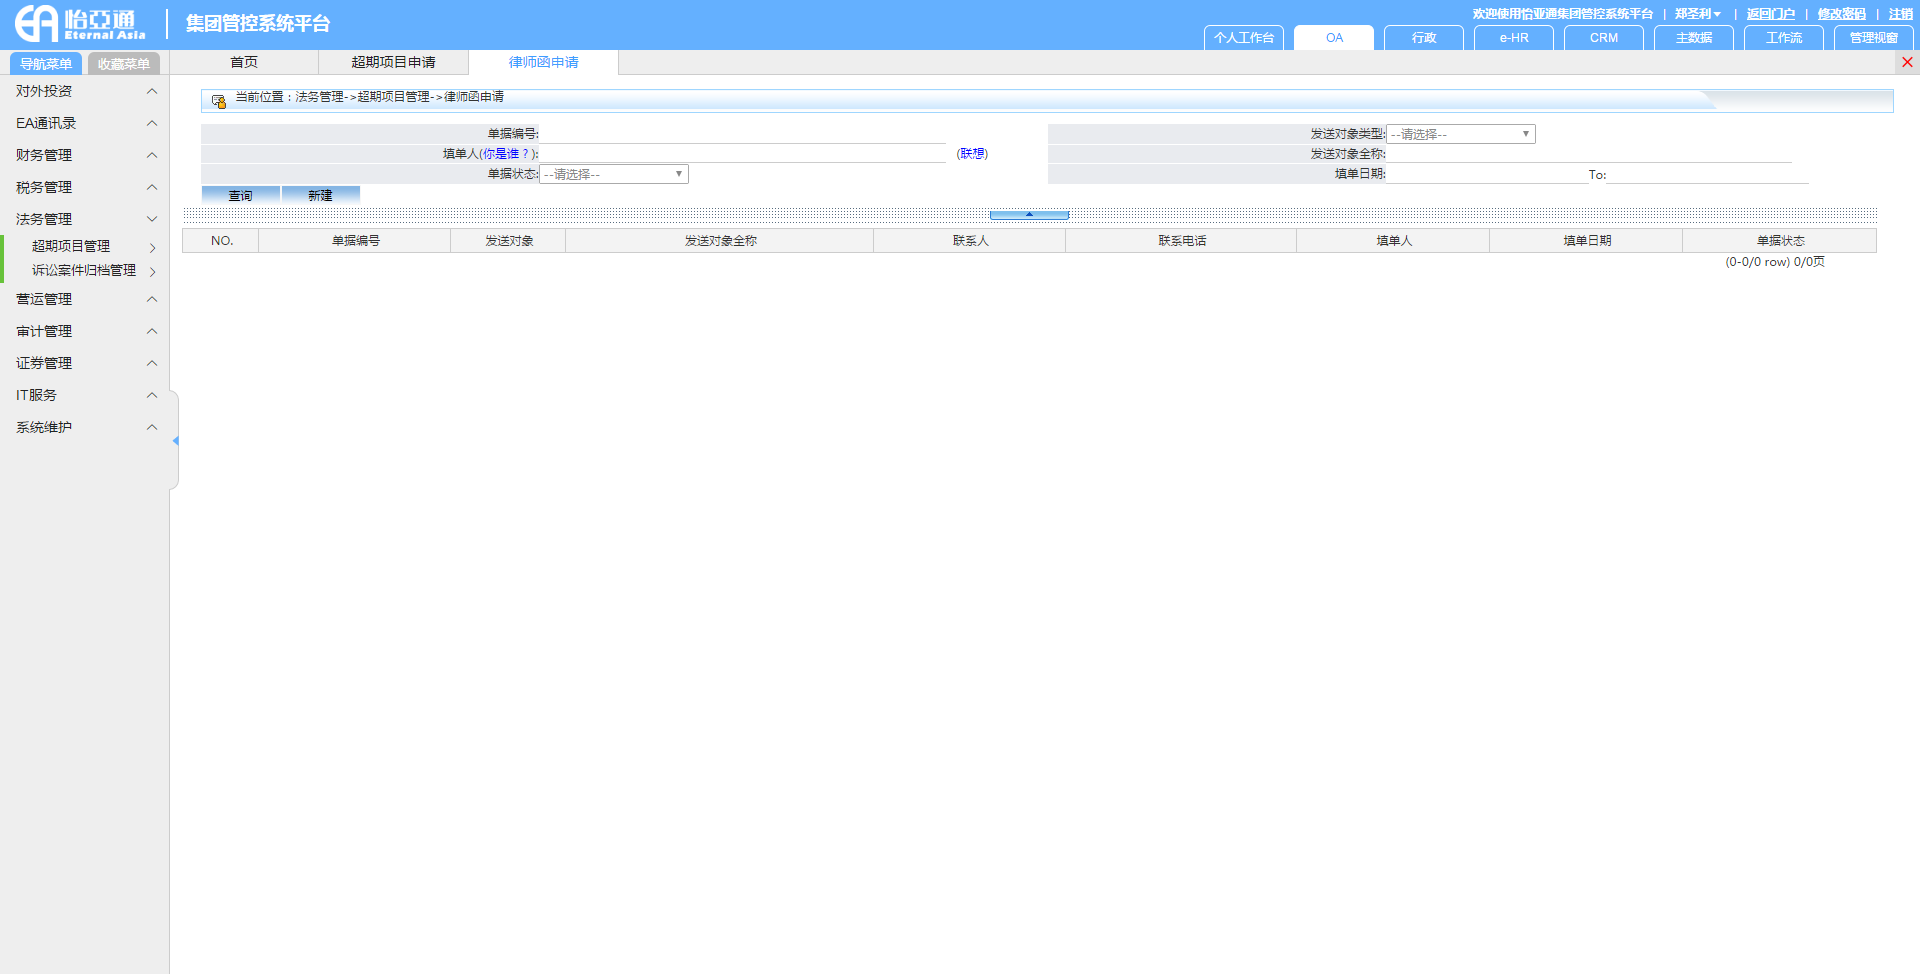 怡亞通
Eternal Asia
集团管控系统平台
欢迎使用怡亚通集团管控系统平台 | 郑圣利 | 返回门户 | 修改密码 | 注销
个人工作台 OA 行政 e-HR CRM 主数据 工作流 管理视窗
导航菜单 收藏菜单 首页 超期项目申请 律师函申请
对外投资
EA通讯录
财务管理
税务管理
法务管理
超期项目管理
诉讼案件归档管理
营运管理
审计管理
证券管理
IT服务
系统维护
当前位置：法务管理->超期项目管理->律师函申请
单据编号: 发送对象类型: --请选择--
填单人(你是谁？): (联想) 发送对象全称:
单据状态: --请选择-- 填单日期: To:
查询 新建
NO. 单据编号 发送对象 发送对象全称 联系人 联系电话 填单人 填单日期 单据状态
(0-0/0 row) 0/0页